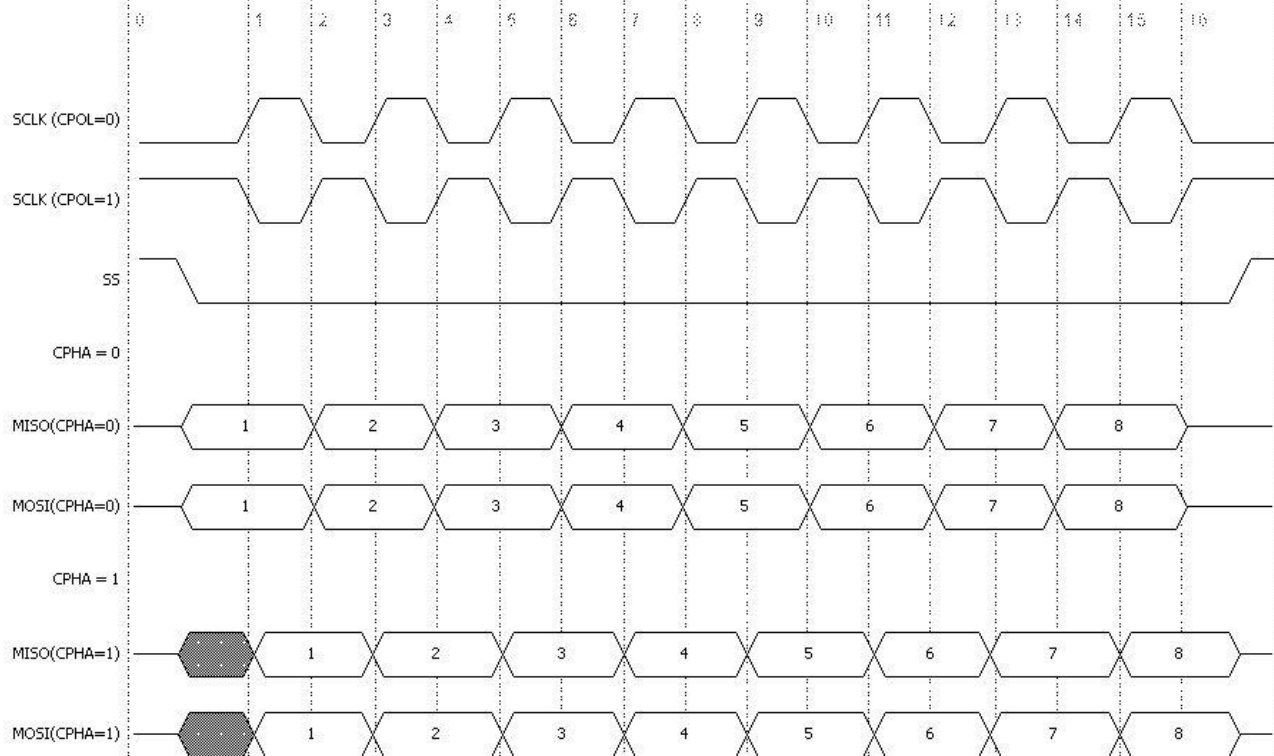 0 1 2 3 4 5 6 7 8 9 10 11 12 13 14 15 16
SCLK (CPOL=0)
SCLK (CPOL=1)
SS
CPHA = 0
MISO(CPHA=0) 1 2 3 4 5 6 7 8
MOSI(CPHA=0) 1 2 3 4 5 6 7 8
CPHA = 1
MISO(CPHA=1) 1 2 3 4 5 6 7 8
MOSI(CPHA=1) 1 2 3 4 5 6 7 8